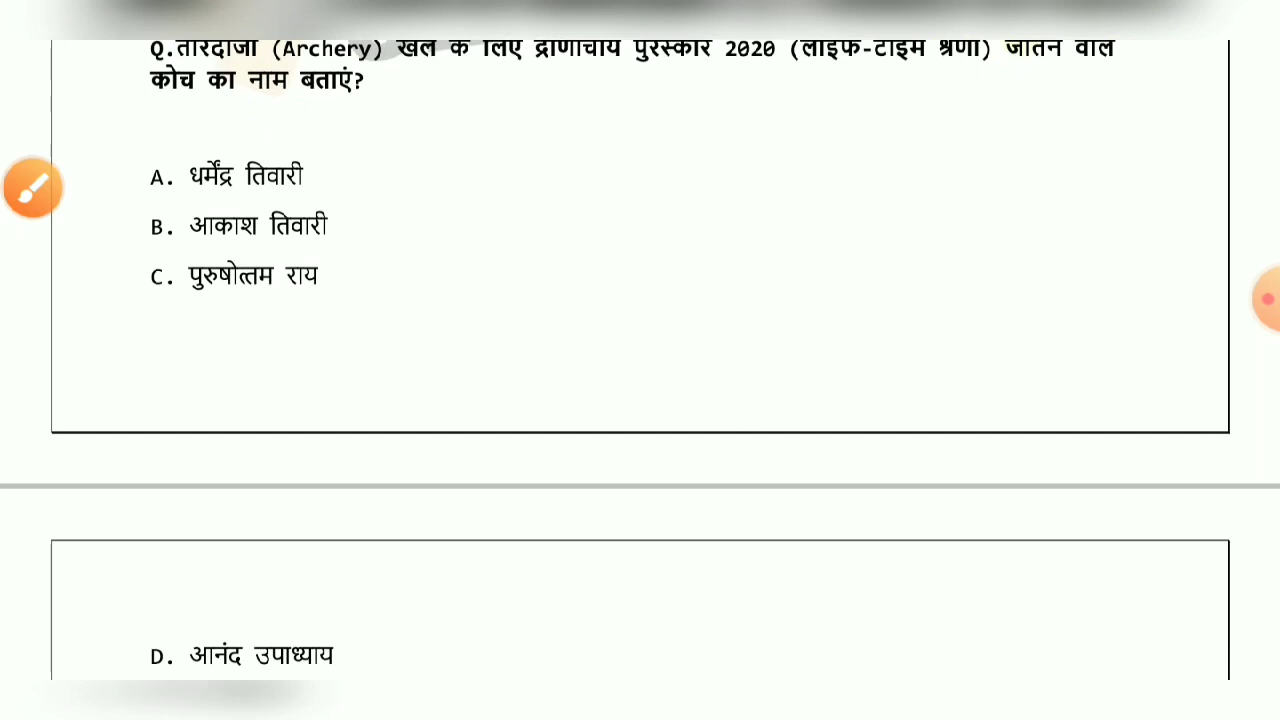 Q.तीरंदाजी (Archery) खेल के लिए द्रोणाचार्य पुरस्कार 2020 (लाइफ-टाइम श्रेणी) जीतने वाले
कोच का नाम बताएं?
A. धर्मेंद्र तिवारी
B. आकाश तिवारी
C. पुरुषोत्तम राय
D. आनंद उपाध्याय